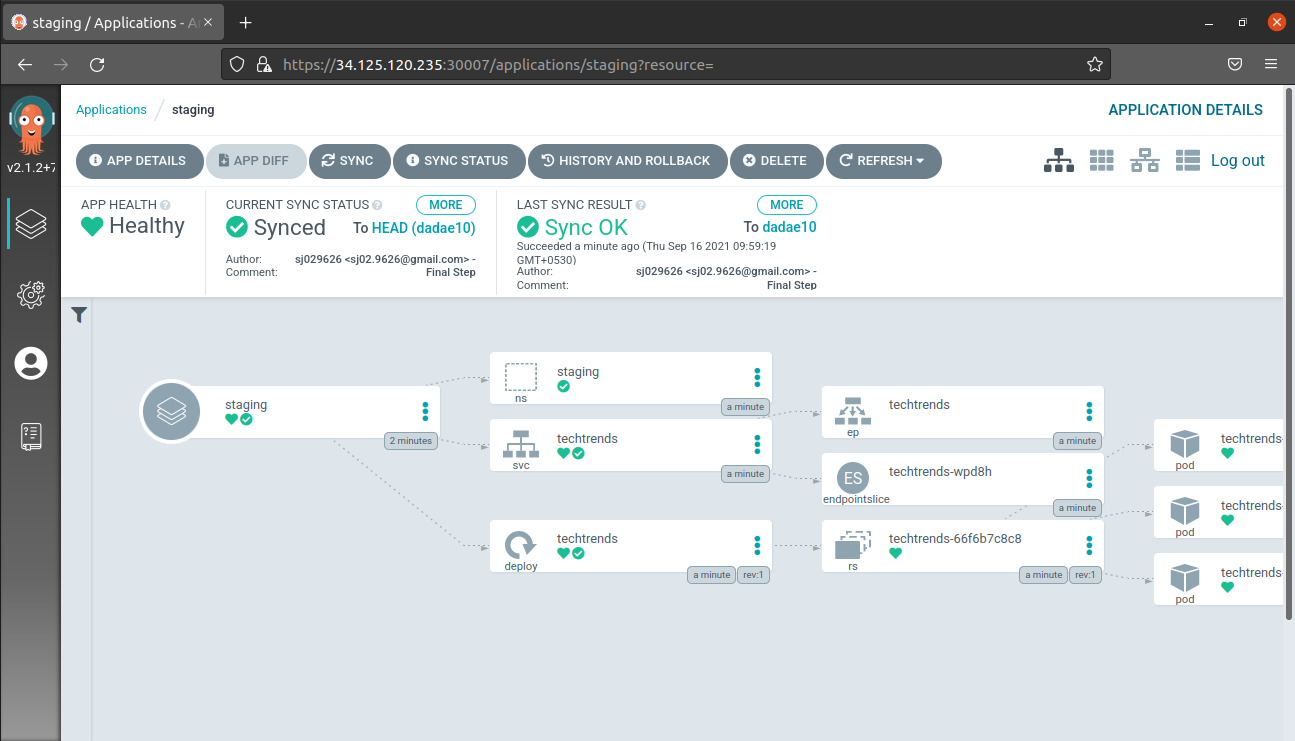 staging / Applications - A
https://34.125.120.235:30007/applications/staging?resource=
v2.1.2+7
Applications / staging
APPLICATION DETAILS
APP DETAILS APP DIFF SYNC SYNC STATUS HISTORY AND ROLLBACK DELETE REFRESH
Log out
APP HEALTH
Healthy
CURRENT SYNC STATUS MORE
Synced To HEAD (dadae10)
Author: sj029626 <sj02.9626@gmail.com> -
Comment: Final Step
LAST SYNC RESULT MORE
Sync OK To dadae10
Succeeded a minute ago (Thu Sep 16 2021 09:59:19
GMT+0530)
Author: sj029626 <sj02.9626@gmail.com> -
Comment: Final Step
staging
2 minutes
staging
ns
a minute
techtrends
svc
a minute
techtrends
deploy
a minute rev:1
techtrends
ep
a minute
ES
techtrends-wpd8h
endpointslice
a minute
techtrends-66f6b7c8c8
rs
a minute rev:1
techtrends-
pod
techtrends-
pod
techtrends-
pod